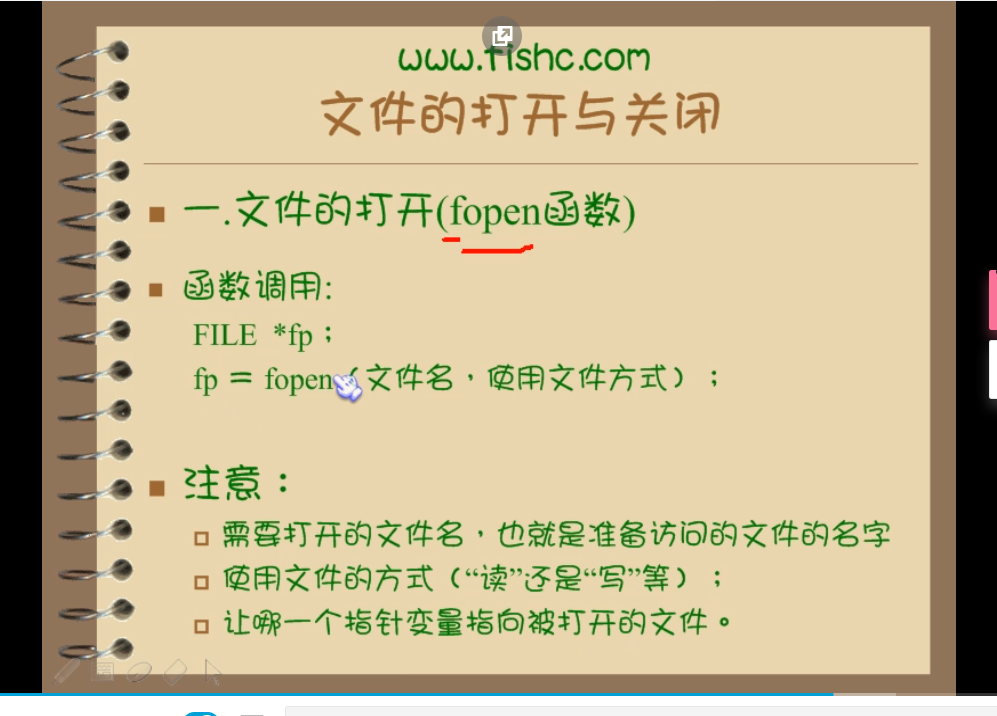 www.fishc.com
文件的打开与关闭
一.文件的打开(fopen函数)
函数调用:
FILE *fp；
fp = fopen（文件名，使用文件方式）；
注意：
需要打开的文件名，也就是准备访问的文件的名字
使用文件的方式（“读”还是“写”等）；
让哪一个指针变量指向被打开的文件。